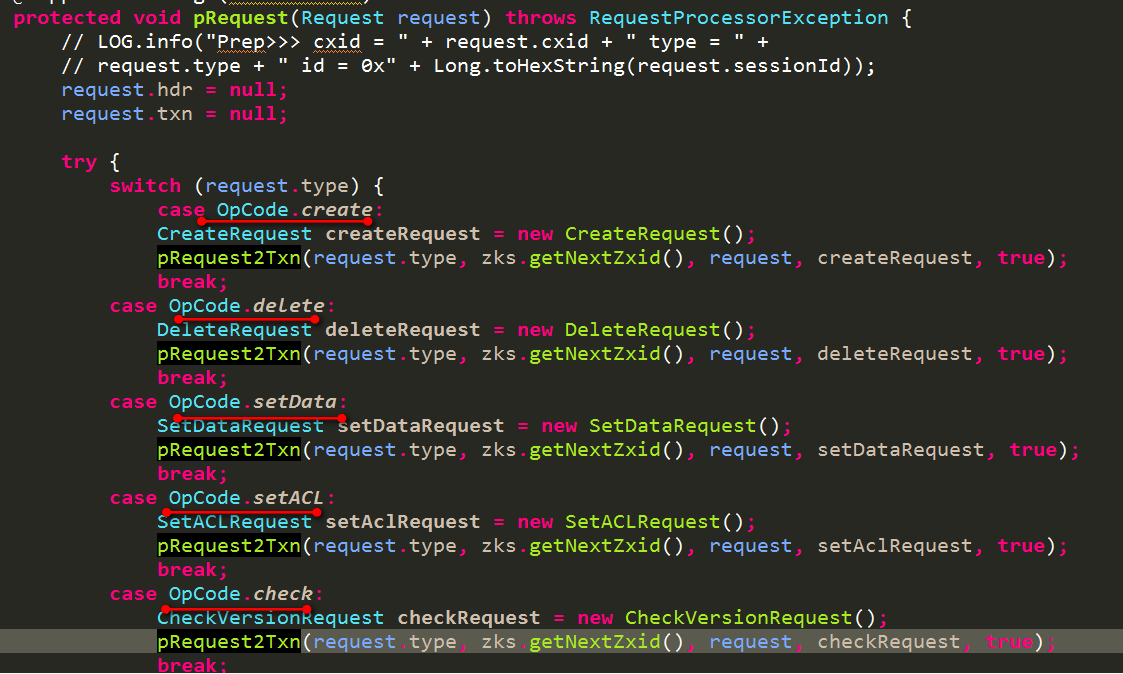 protected void pRequest(Request request) throws RequestProcessorException {
// LOG.info("Prep>>> cxid = " + request.cxid + " type = " +
// request.type + " id = 0x" + Long.toHexString(request.sessionId));
request.hdr = null;
request.txn = null;
try {
switch (request.type) {
case OpCode.create:
CreateRequest createRequest = new CreateRequest();
pRequest2Txn(request.type, zks.getNextZxid(), request, createRequest, true);
break;
case OpCode.delete:
DeleteRequest deleteRequest = new DeleteRequest();
pRequest2Txn(request.type, zks.getNextZxid(), request, deleteRequest, true);
break;
case OpCode.setData:
SetDataRequest setDataRequest = new SetDataRequest();
pRequest2Txn(request.type, zks.getNextZxid(), request, setDataRequest, true);
break;
case OpCode.setACL:
SetACLRequest setAclRequest = new SetACLRequest();
pRequest2Txn(request.type, zks.getNextZxid(), request, setAclRequest, true);
break;
case OpCode.check:
CheckVersionRequest checkRequest = new CheckVersionRequest();
pRequest2Txn(request.type, zks.getNextZxid(), request, checkRequest, true);
break;